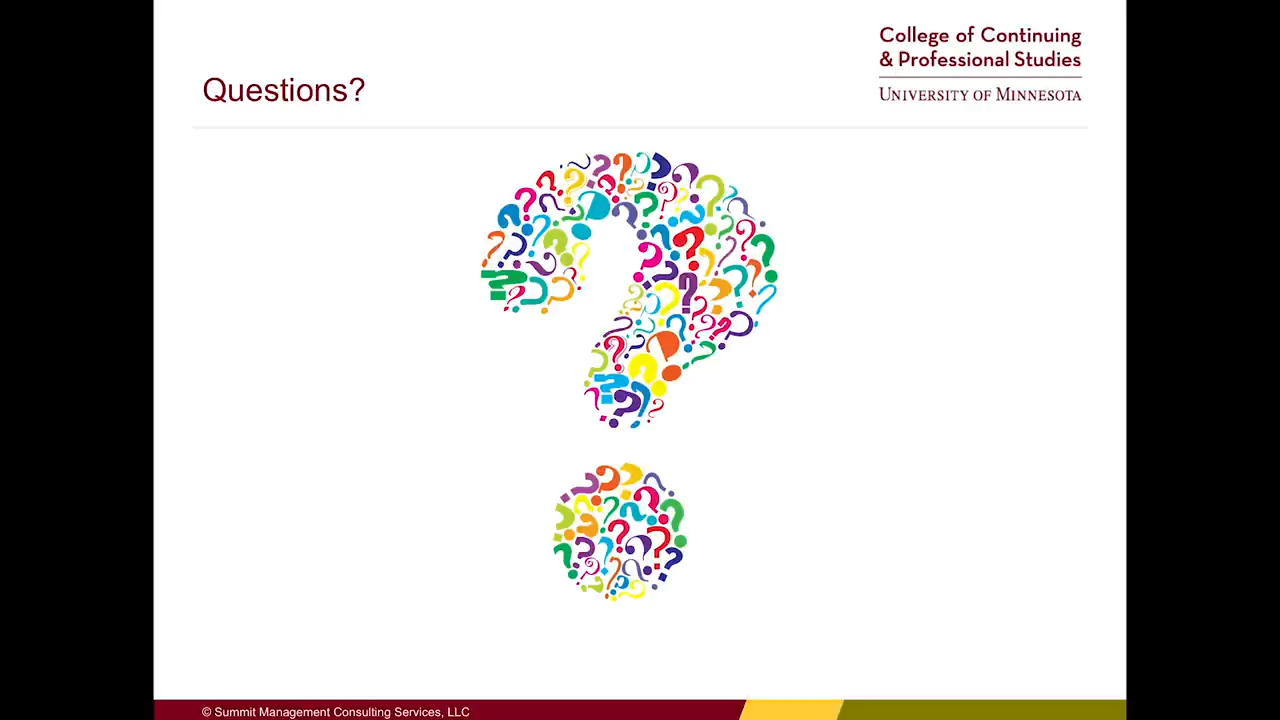 College of Continuing
& Professional Studies
Questions?
UNIVERSITY OF MINNESOTA
© Summit Management Consulting Services, LLC